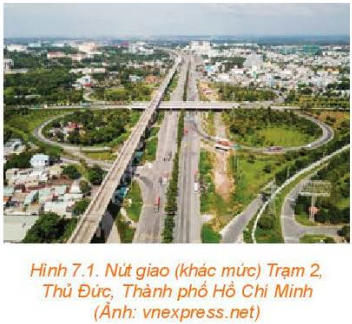 Hình 7.1. Nút giao (khác mức) Trạm 2,
Thủ Đức, Thành phố Hồ Chí Minh
(Ảnh: vnexpress.net)